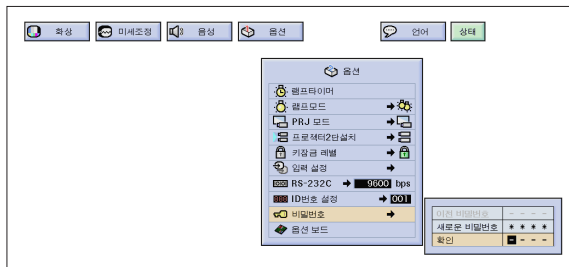 화상 미세조정 음성 옵션 언어 상태
옵션
램프타이머
램프모드
PRJ 모드
프로젝터2단설치
키잠금 레벨
입력 설정
RS-232C 9600 bps
ID번호 설정 001
비밀번호
옵션 보드
이전 비밀번호 - - - -
새로운 비밀번호 * * * *
확인 - - - -